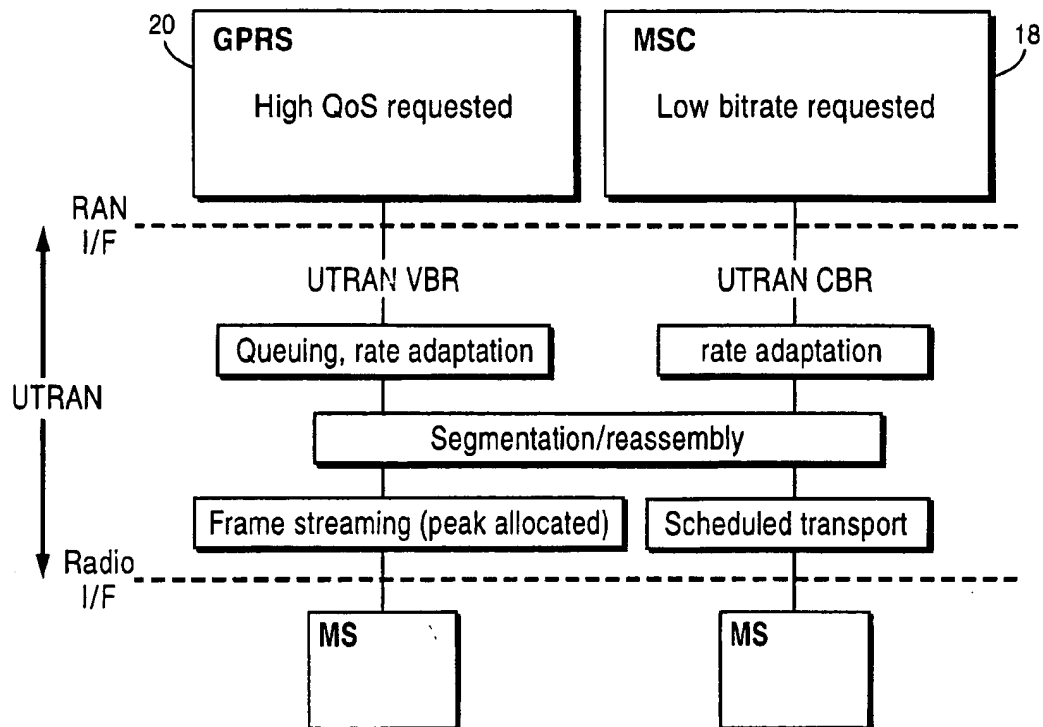 20
GPRS
High QoS requested
MSC
Low bitrate requested
18
RAN
I/F
UTRAN VBR
UTRAN CBR
Queuing, rate adaptation
rate adaptation
UTRAN
Segmentation/reassembly
Frame streaming (peak allocated)
Scheduled transport
Radio
I/F
MS
MS